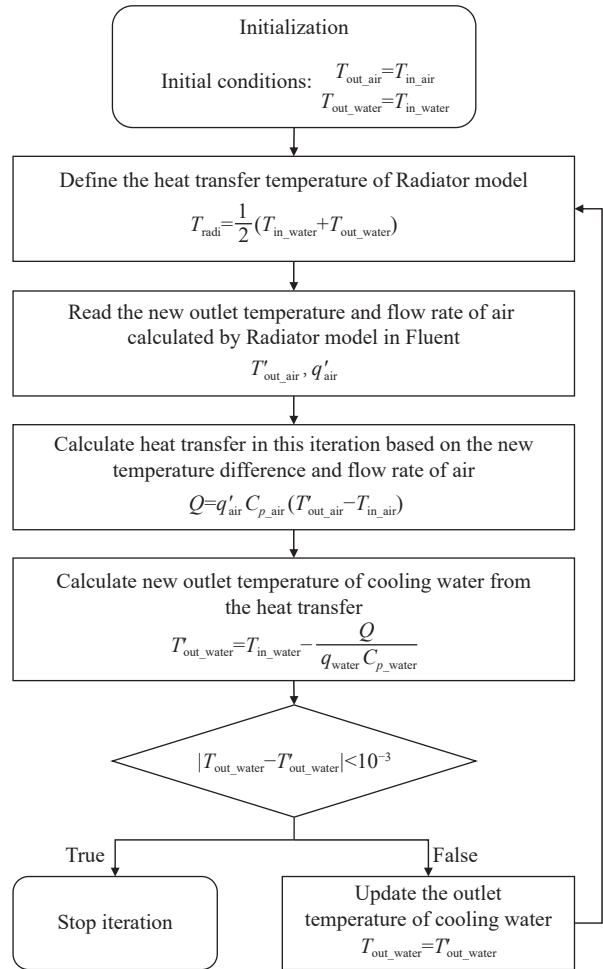 Initialization
Initial conditions: T_out_air=T_in_air
T_out_water=T_in_water
Define the heat transfer temperature of Radiator model
T_radi=1/2(T_in_water+T_out_water)
Read the new outlet temperature and flow rate of air
calculated by Radiator model in Fluent
T′_out_air, q′_air
Calculate heat transfer in this iteration based on the new
temperature difference and flow rate of air
Q=q′_air C_p_air(T′_out_air−T_in_air)
Calculate new outlet temperature of cooling water from
the heat transfer
T′_out_water=T_in_water−Q/(q_water C_p_water)
|T_out_water−T′_out_water|<10⁻³
True
False
Stop iteration
Update the outlet
temperature of cooling water
T_out_water=T′_out_water